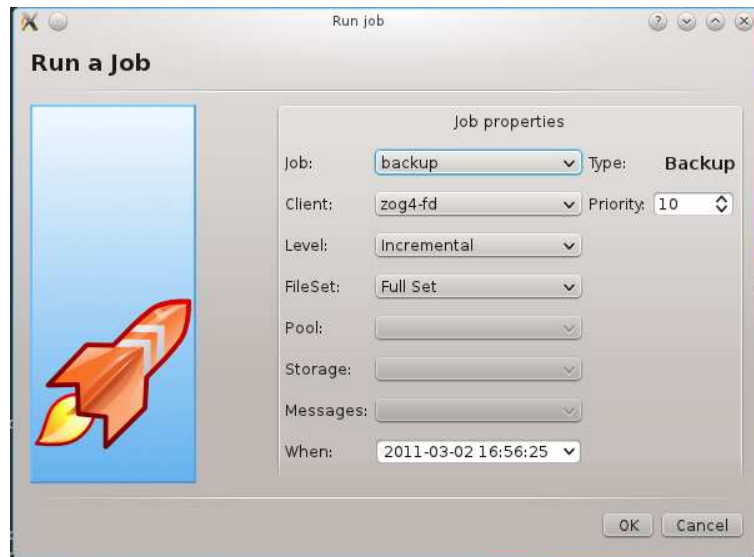 Run job
Run a Job
Job properties
Job: backup Type: Backup
Client: zog4-fd Priority: 10
Level: Incremental
FileSet: Full Set
Pool:
Storage:
Messages:
When: 2011-03-02 16:56:25
OK Cancel